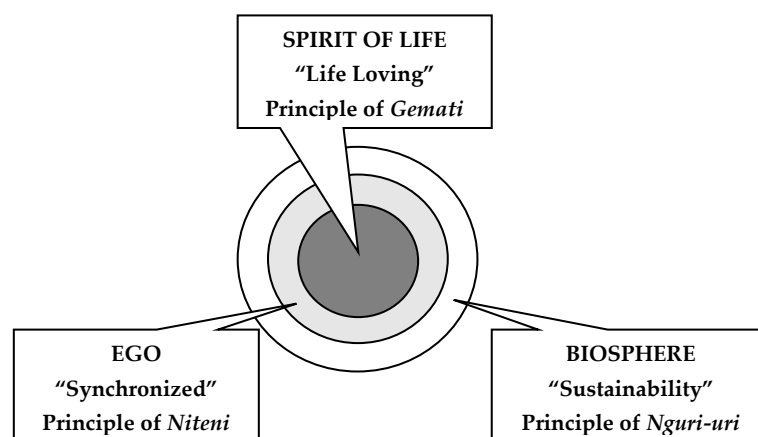 SPIRIT OF LIFE
“Life Loving”
Principle of Gemati
EGO
“Synchronized”
Principle of Niteni
BIOSPHERE
“Sustainability”
Principle of Nguri-uri